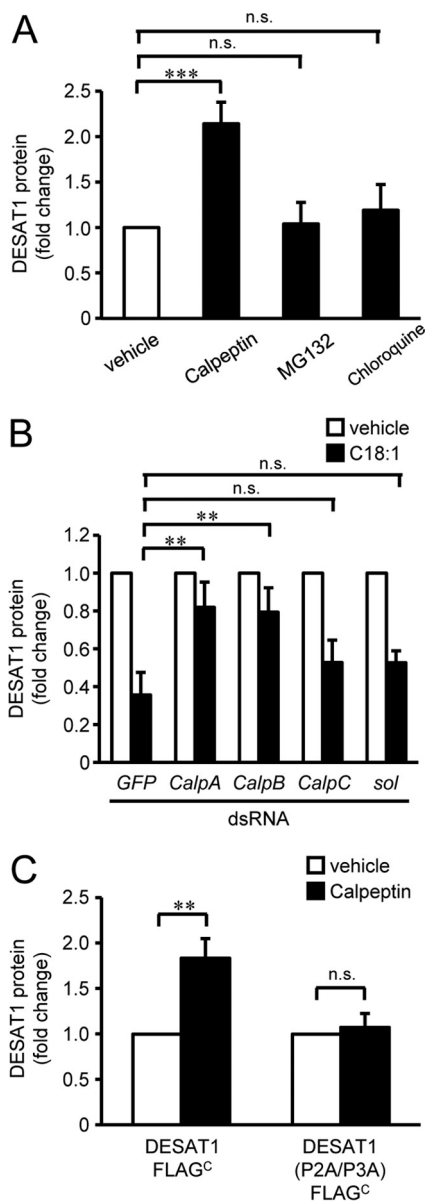 A
n.s.
n.s.
***
DESAT1 protein
(fold change)
2.5
2.0
1.5
1.0
0.5
0
vehicle
Calpeptin
MG132
Chloroquine
B
vehicle
C18:1
n.s.
n.s.
**
**
DESAT1 protein
(fold change)
1.2
1.0
0.8
0.6
0.4
0.2
0
GFP CalpA CalpB CalpC sol
dsRNA
C
vehicle
Calpeptin
**
n.s.
DESAT1 protein
(fold change)
2.5
2.0
1.5
1.0
0.5
0
DESAT1
FLAGᶜ
DESAT1
(P2A/P3A)
FLAGᶜ